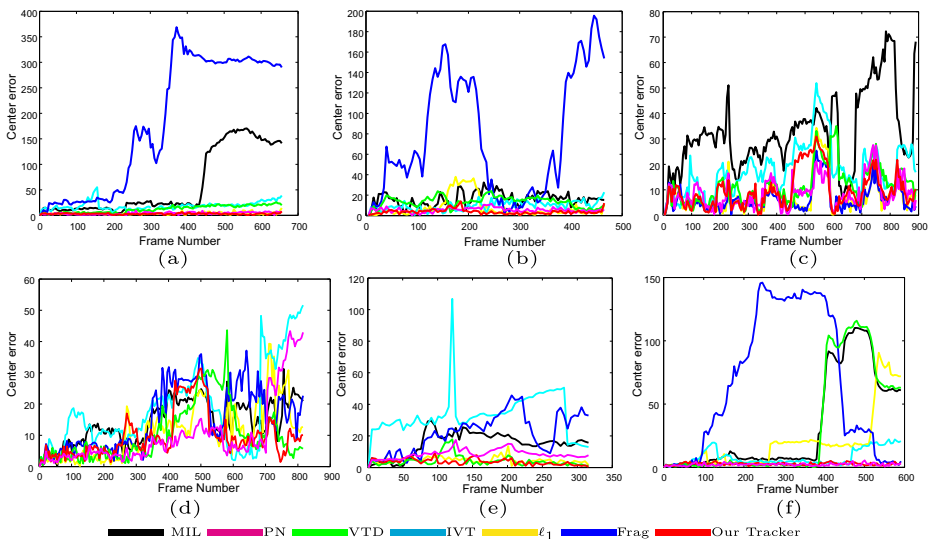 400
350
300
250
200
150
100
50
0
Center error
0 100 200 300 400 500 600 700
Frame Number
(a)
200
180
160
140
120
100
80
60
40
20
0
Center error
0 100 200 300 400 500
Frame Number
(b)
80
70
60
50
40
30
20
10
0
Center error
0 100 200 300 400 500 600 700 800 900
Frame Number
(c)
60
50
40
30
20
10
0
Center error
0 100 200 300 400 500 600 700 800 900
Frame Number
(d)
120
100
80
60
40
20
0
Center error
0 50 100 150 200 250 300 350
Frame Number
(e)
150
100
50
0
Center error
0 100 200 300 400 500 600
Frame Number
(f)
MIL PN VTD IVT ℓ1 Frag Our Tracker